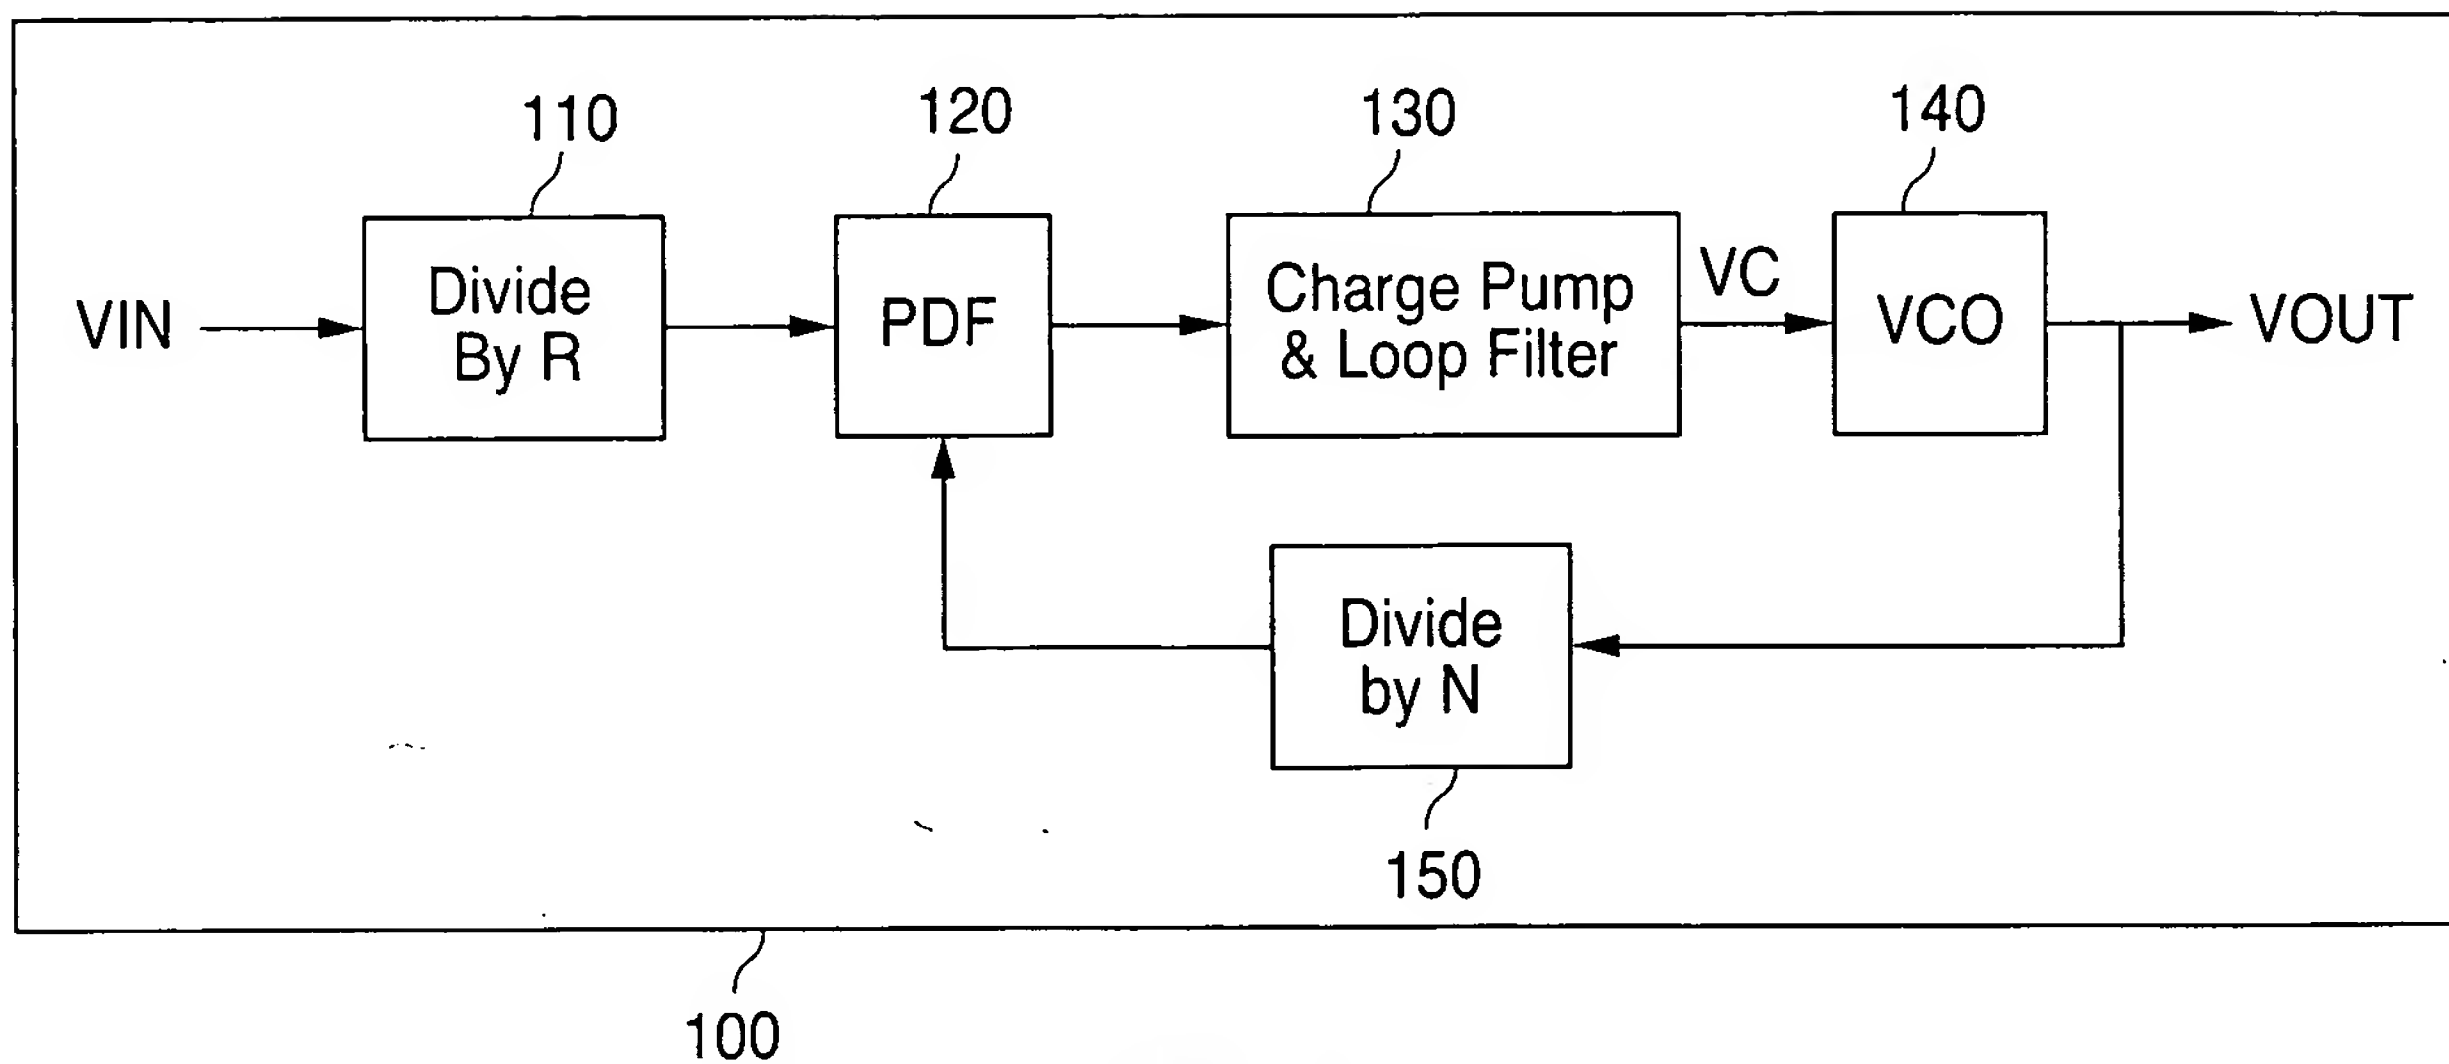 110
120
130
140
VIN
Divide
By R
PDF
Charge Pump
& Loop Filter
VC
VCO
VOUT
Divide
by N
150
100